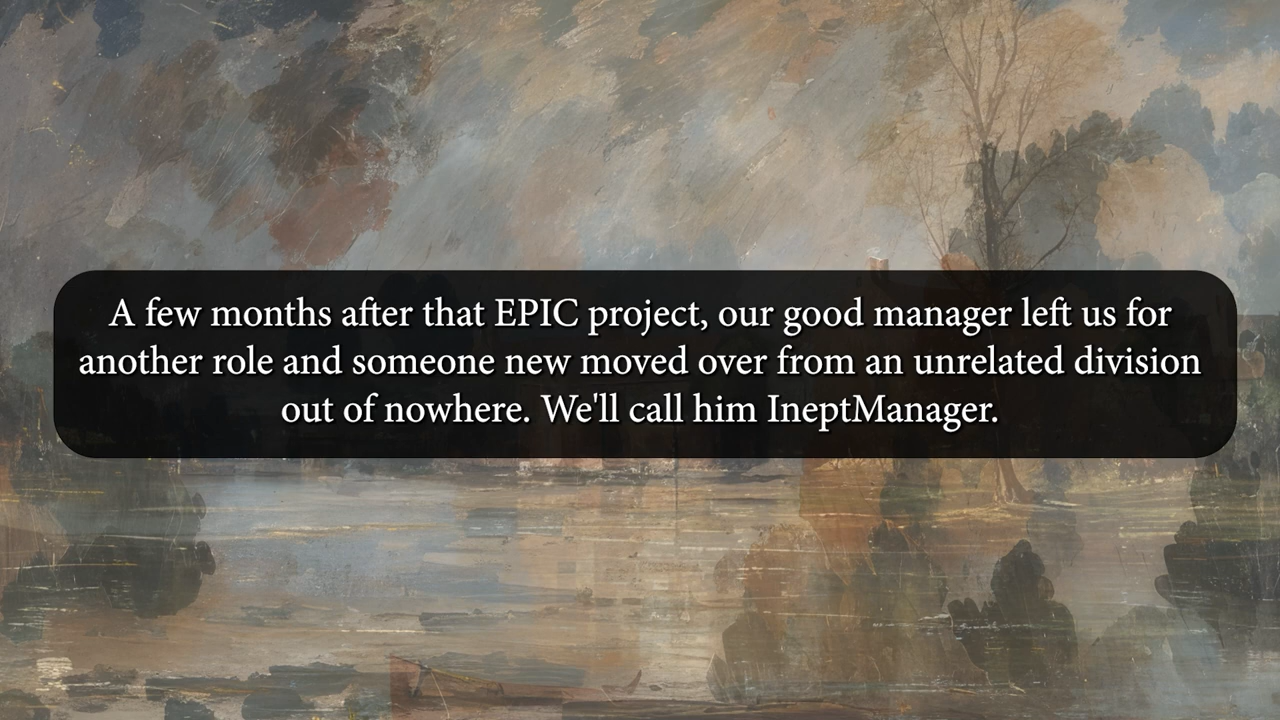 A few months after that EPIC project, our good manager left us for
another role and someone new moved over from an unrelated division
out of nowhere. We'll call him IneptManager.